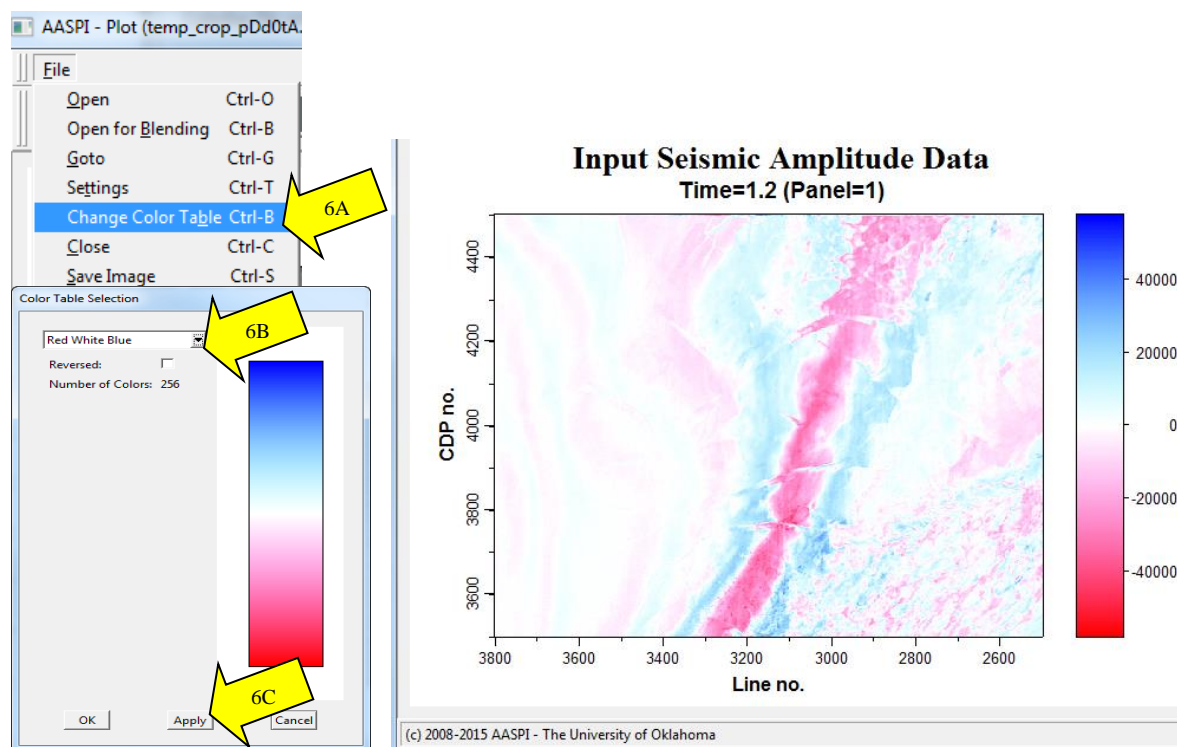 AASPI - Plot (temp_crop_pDd0tA.
File
Open Ctrl-O
Open for Blending Ctrl-B
Goto Ctrl-G
Settings Ctrl-T
Change Color Table Ctrl-B
Close Ctrl-C
Save Image Ctrl-S
6A
Color Table Selection
Red White Blue
6B
Reversed:
Number of Colors: 256
6C
OK Apply Cancel
Input Seismic Amplitude Data
Time=1.2 (Panel=1)
CDP no.
4400
4200
4000
3800
3600
3800 3600 3400 3200 3000 2800 2600
Line no.
40000
20000
0
-20000
-40000
(c) 2008-2015 AASPI - The University of Oklahoma